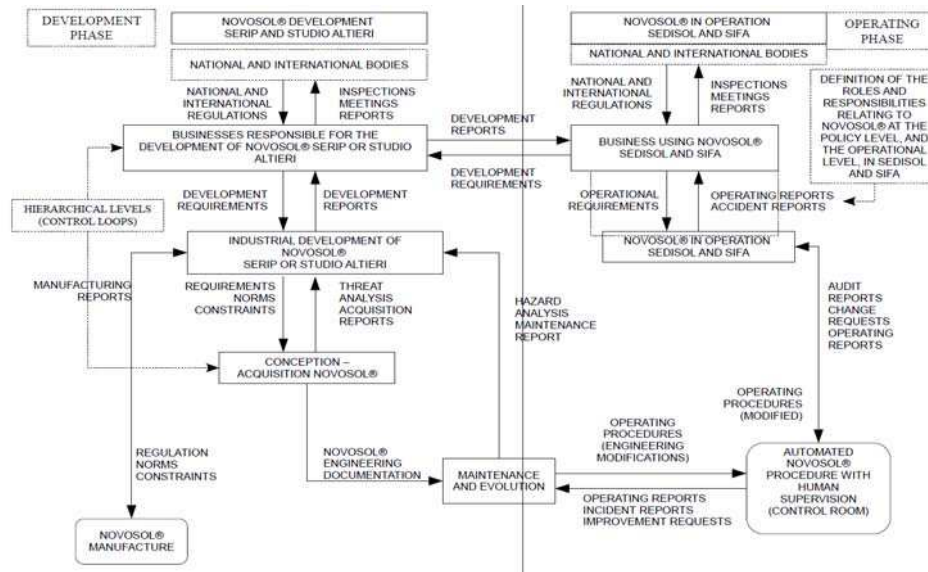 DEVELOPMENT
PHASE
NOVOSOL® DEVELOPMENT
SERIP AND STUDIO ALTIERI
NATIONAL AND INTERNATIONAL BODIES
NATIONAL AND
INTERNATIONAL
REGULATIONS
INSPECTIONS
MEETINGS
REPORTS
BUSINESSES RESPONSIBLE FOR THE
DEVELOPMENT OF NOVOSOL® SERIP OR STUDIO
ALTIERI
DEVELOPMENT
REQUIREMENTS
DEVELOPMENT
REPORTS
HIERARCHICAL LEVELS
(CONTROL LOOPS)
INDUSTRIAL DEVELOPMENT OF
NOVOSOL®
SERIP OR STUDIO ALTIERI
MANUFACTURING
REPORTS
REQUIREMENTS
NORMS
CONSTRAINTS
THREAT
ANALYSIS
ACQUISITION
REPORTS
CONCEPTION –
ACQUISITION NOVOSOL®
REGULATION
NORMS
CONSTRAINTS
NOVOSOL®
ENGINEERING
DOCUMENTATION
NOVOSOL®
MANUFACTURE
DEVELOPMENT
REPORTS
DEVELOPMENT
REQUIREMENTS
HAZARD
ANALYSIS
MAINTENANCE
REPORT
MAINTENANCE
AND EVOLUTION
NOVOSOL® IN OPERATION
SEDISOL AND SIFA
NATIONAL AND INTERNATIONAL BODIES
OPERATING
PHASE
NATIONAL AND
INTERNATIONAL
REGULATIONS
INSPECTIONS
MEETINGS
REPORTS
DEFINITION OF THE
ROLES AND
RESPONSIBILITIES
RELATING TO
NOVOSOL® AT THE
POLICY LEVEL, AND
THE OPERATIONAL
LEVEL, IN SEDISOL
AND SIFA
BUSINESS USING NOVOSOL®
SEDISOL AND SIFA
OPERATIONAL
REQUIREMENTS
OPERATING REPORTS
ACCIDENT REPORTS
NOVOSOL® IN OPERATION
SEDISOL AND SIFA
AUDIT
REPORTS
CHANGE
REQUESTS
OPERATING
REPORTS
OPERATING
PROCEDURES
(MODIFIED)
OPERATING
PROCEDURES
(ENGINEERING
MODIFICATIONS)
OPERATING REPORTS
INCIDENT REPORTS
IMPROVEMENT REQUESTS
AUTOMATED
NOVOSOL®
PROCEDURE WITH
HUMAN
SUPERVISION
(CONTROL ROOM)